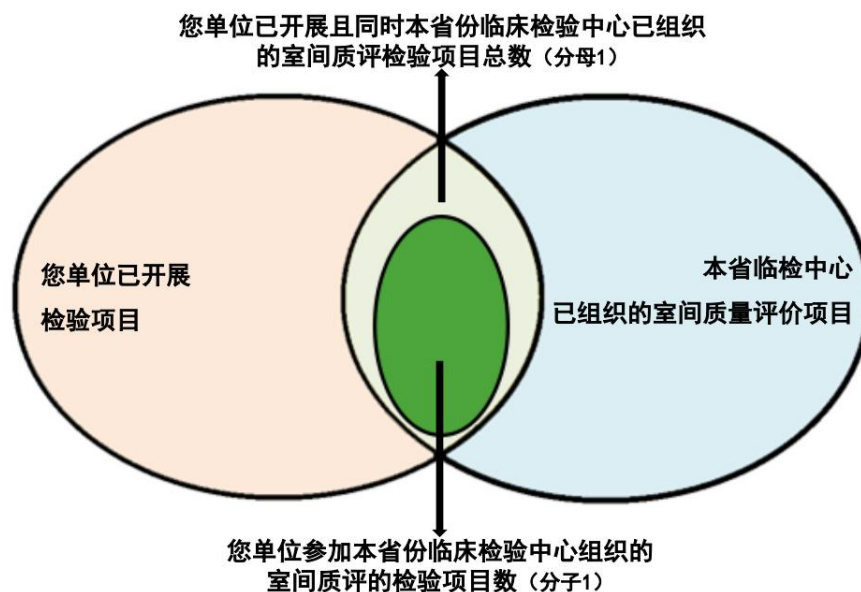 您单位已开展且同时本省份临床检验中心已组织
的室间质评检验项目总数（分母1）
您单位已开展
检验项目
本省临检中心
已组织的室间质量评价项目
您单位参加本省份临床检验中心组织的
室间质评的检验项目数（分子1）